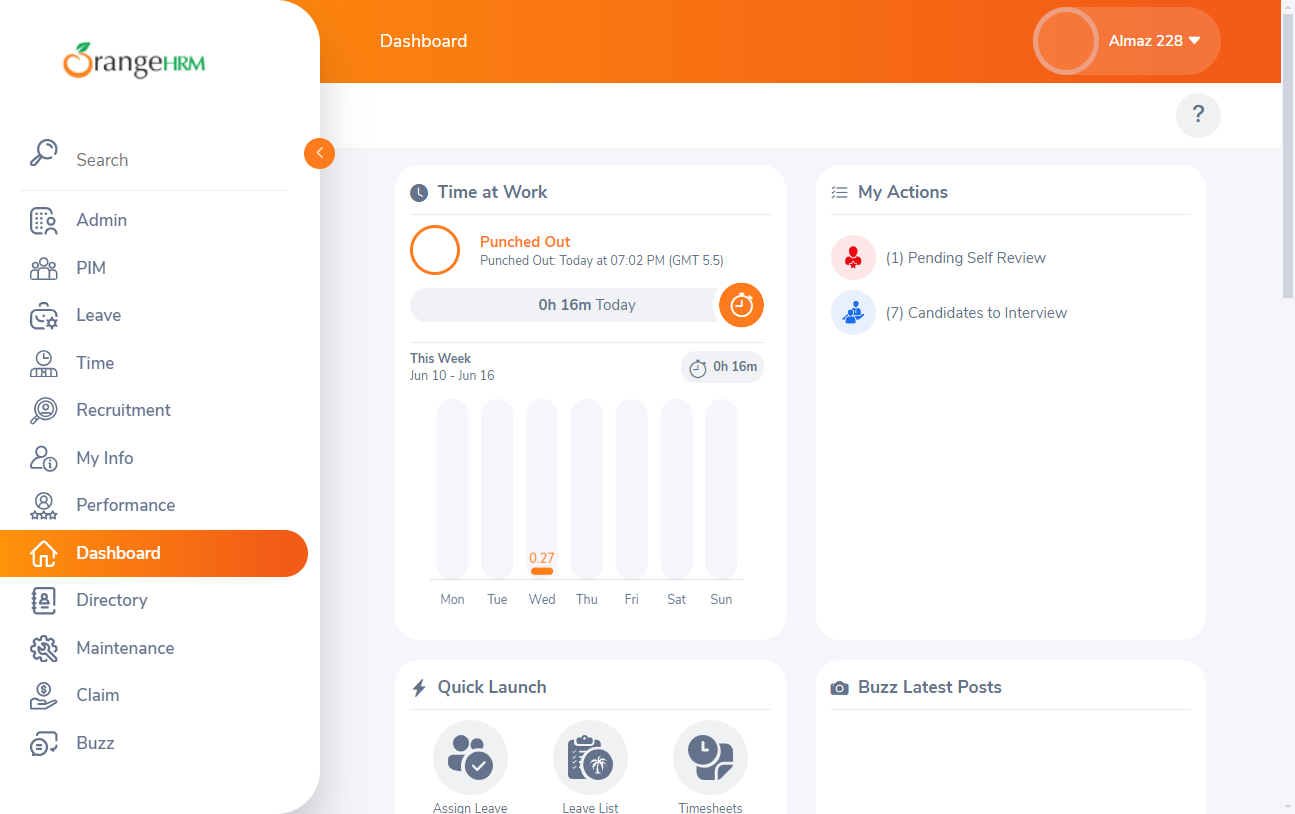 OrangeHRM
Search
Admin
PIM
Leave
Time
Recruitment
My Info
Performance
Dashboard
Directory
Maintenance
Claim
Buzz
Dashboard
Almaz 228
?
Time at Work
Punched Out
Punched Out: Today at 07:02 PM (GMT 5.5)
0h 16m Today
This Week
Jun 10 - Jun 16
0h 16m
0.27
Mon Tue Wed Thu Fri Sat Sun
My Actions
(1) Pending Self Review
(7) Candidates to Interview
Quick Launch
Assign Leave Leave List Timesheets
Buzz Latest Posts